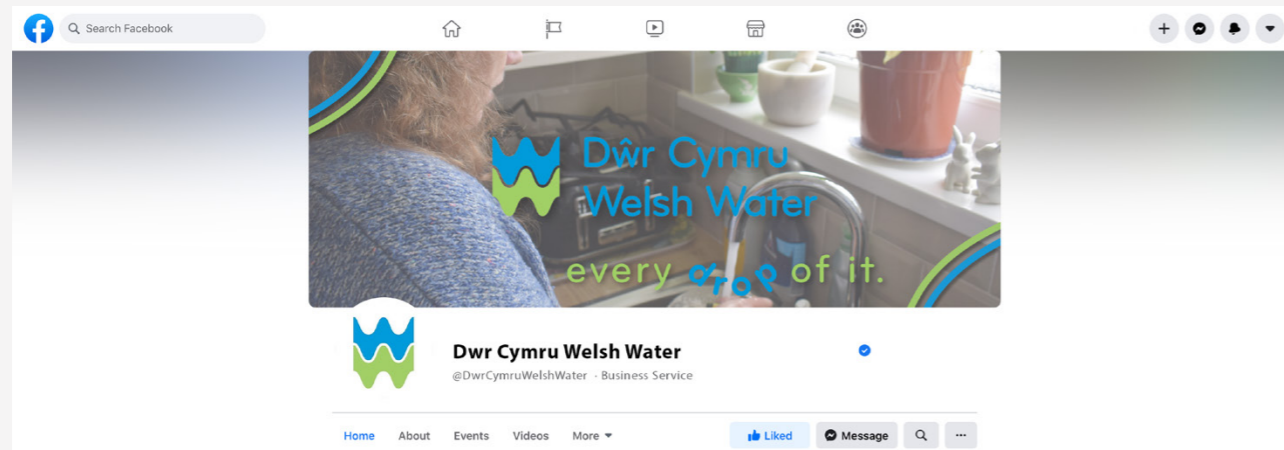 Search Facebook
Dŵr Cymru
Welsh Water
every drop of it.
Dwr Cymru Welsh Water
@DwrCymruWelshWater · Business Service
Home About Events Videos More Liked Message